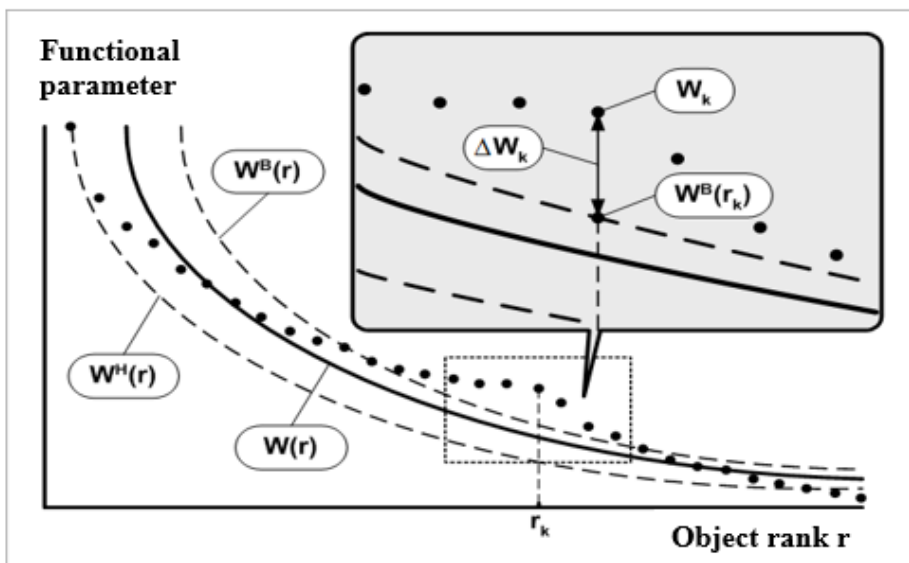 Functional
parameter
W^B(r)
W^H(r)
W(r)
W_k
ΔW_k
W^B(r_k)
r_k
Object rank r